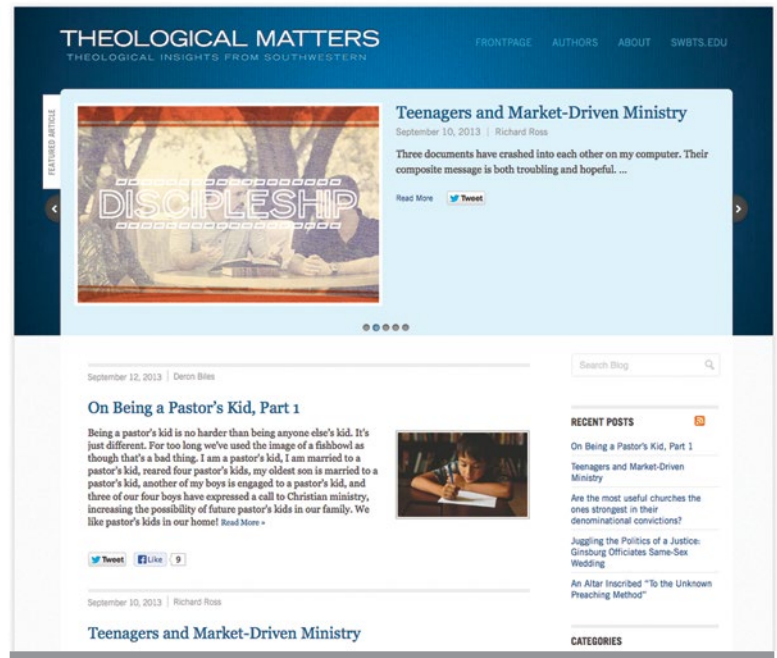 THEOLOGICAL MATTERS
THEOLOGICAL INSIGHTS FROM SOUTHWESTERN
FRONTPAGE AUTHORS ABOUT SWBTS.EDU
FEATURED ARTICLE
DISCIPLESHIP
Teenagers and Market-Driven Ministry
September 10, 2013 | Richard Ross
Three documents have crashed into each other on my computer. Their
composite message is both troubling and hopeful. ...
Read More Tweet
September 12, 2013 | Deron Biles
On Being a Pastor's Kid, Part 1
Being a pastor's kid is no harder than being anyone else's kid. It's
just different. For too long we've used the image of a fishbowl as
though that's a bad thing. I am a pastor's kid, I am married to a
pastor's kid, reared four pastor's kids, my oldest son is married to a
pastor's kid, another of my boys is engaged to a pastor's kid, and
three of our four boys have expressed a call to Christian ministry,
increasing the possibility of future pastor's kids in our family. We
like pastor's kids in our home! Read More »
Tweet Like 9
September 10, 2013 | Richard Ross
Teenagers and Market-Driven Ministry
Search Blog
RECENT POSTS
On Being a Pastor's Kid, Part 1
Teenagers and Market-Driven
Ministry
Are the most useful churches the
ones strongest in their
denominational convictions?
Juggling the Politics of a Justice:
Ginsburg Officiates Same-Sex
Wedding
An Altar Inscribed "To the Unknown
Preaching Method"
CATEGORIES